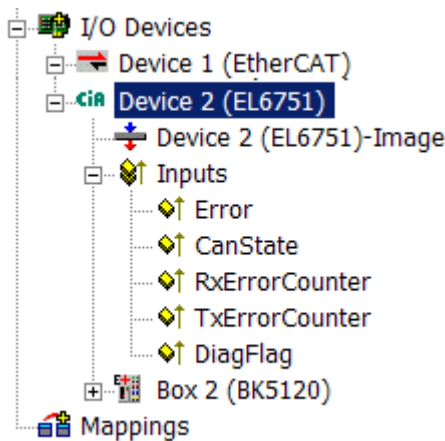 I/O Devices
Device 1 (EtherCAT)
CiA Device 2 (EL6751)
Device 2 (EL6751)-Image
Inputs
Error
CanState
RxErrorCounter
TxErrorCounter
DiagFlag
Box 2 (BK5120)
Mappings